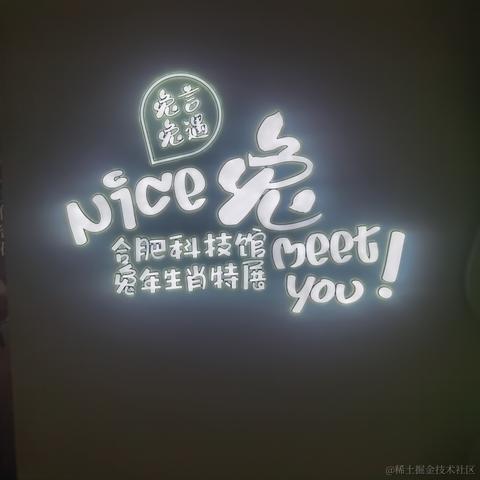 兔言
兔遇
Nice 兔
meet
you!
合肥科技馆
兔年生肖特展
@稀土掘金技术社区